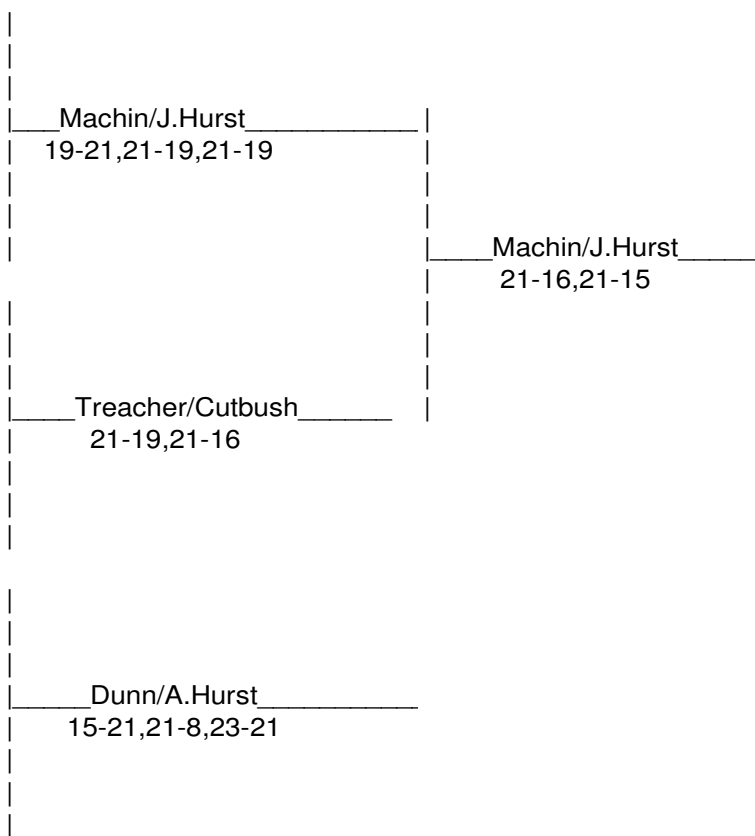 Machin/J.Hurst
19-21,21-19,21-19
Machin/J.Hurst
21-16,21-15
Treacher/Cutbush
21-19,21-16
Dunn/A.Hurst
15-21,21-8,23-21